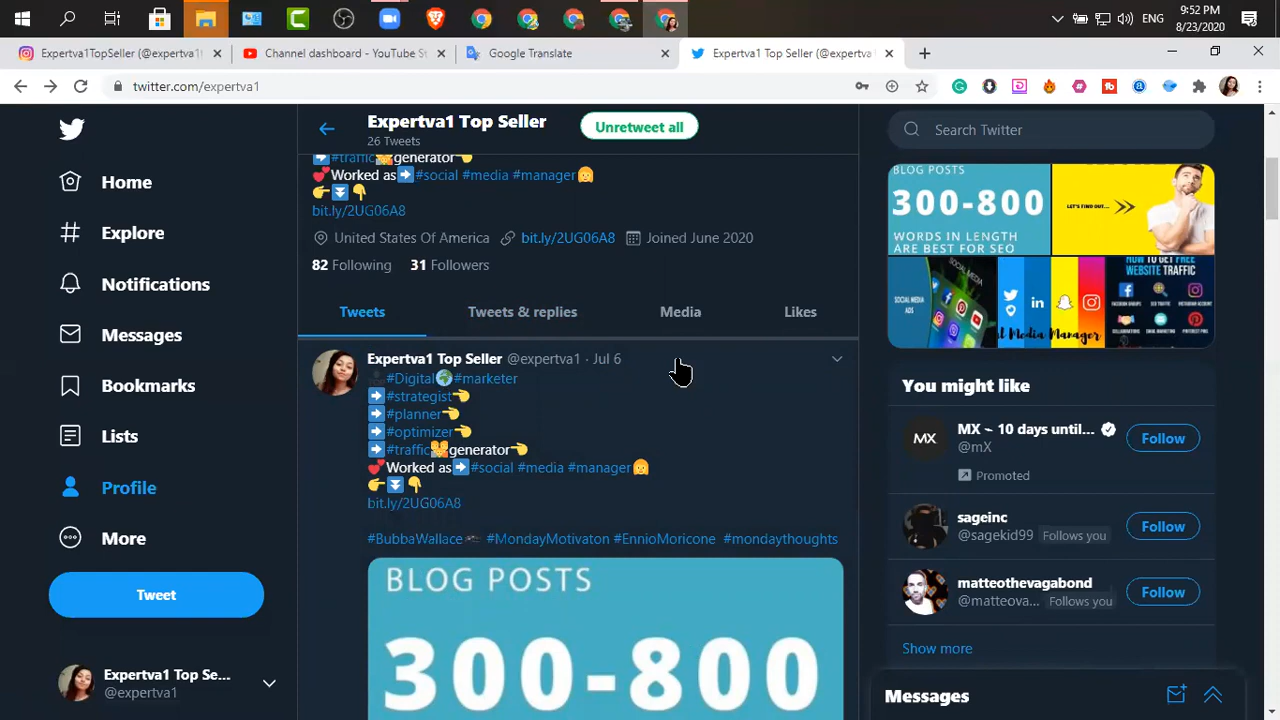 9:52 PM
ENG
8/23/2020
Expertva1TopSeller (@expertva1
Channel dashboard - YouTube St
Google Translate
Expertva1 Top Seller (@expertva
twitter.com/expertva1
Expertva1 Top Seller
26 Tweets
Unretweet all
Search Twitter
Home
Explore
Notifications
Messages
Bookmarks
Lists
Profile
More
Tweet
Expertva1 Top Se...
@expertva1
#traffic generator
Worked as #social #media #manager
bit.ly/2UG06A8
United States Of America bit.ly/2UG06A8 Joined June 2020
82 Following 31 Followers
Tweets Tweets & replies Media Likes
Expertva1 Top Seller @expertva1 · Jul 6
#Digital #marketer
#strategist
#planner
#optimizer
#traffic generator
Worked as #social #media #manager
bit.ly/2UG06A8
#BubbaWallace #MondayMotivaton #EnnioMoricone #mondaythoughts
BLOG POSTS
300-800
BLOG POSTS
300-800
WORDS IN LENGTH
ARE BEST FOR SEO
LET'S FIND OUT...
SOCIAL MEDIA
ADS
Media Manager
HOW TO GET FREE
WEBSITE TRAFFIC
You might like
MX ~ 10 days until...
@mX
Promoted
Follow
sageinc
@sagekid99 Follows you
Follow
matteothevagabond
@matteova... Follows you
Follow
Show more
Messages